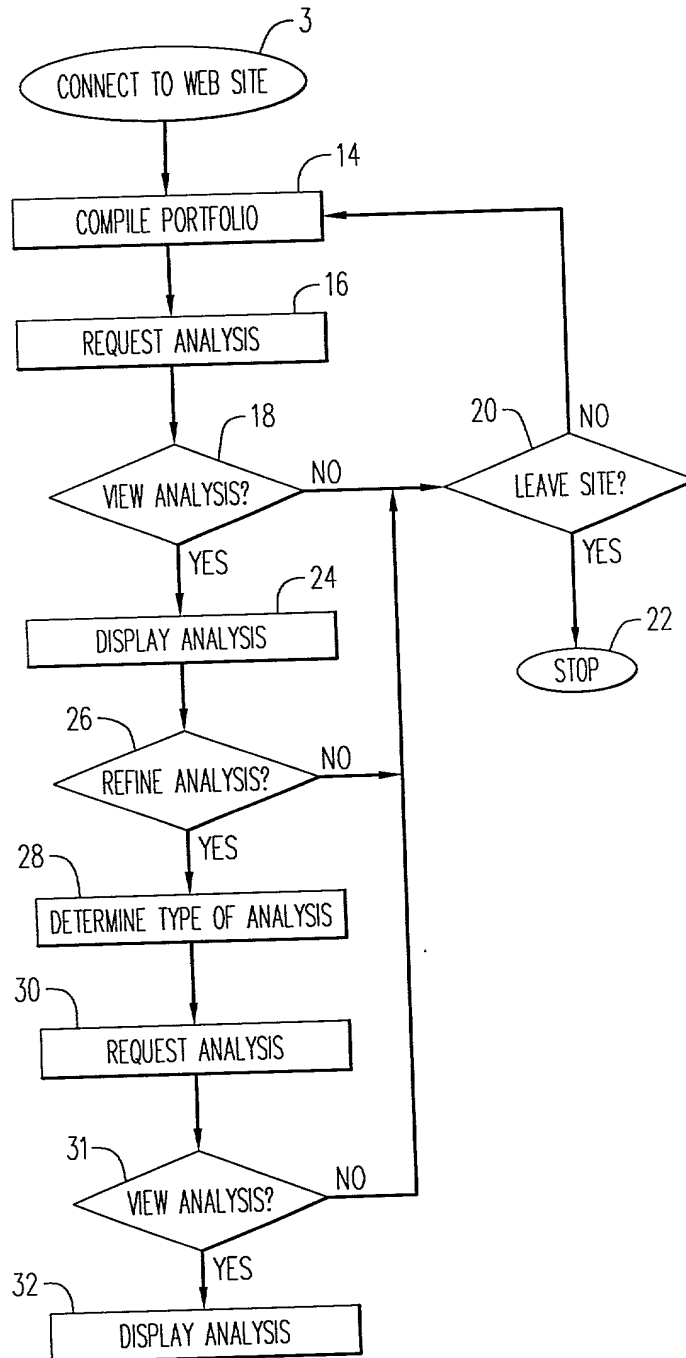 3
CONNECT TO WEB SITE
14
COMPILE PORTFOLIO
16
REQUEST ANALYSIS
18
VIEW ANALYSIS?
NO
YES
20
LEAVE SITE?
NO
YES
22
STOP
24
DISPLAY ANALYSIS
26
REFINE ANALYSIS?
NO
YES
28
DETERMINE TYPE OF ANALYSIS
30
REQUEST ANALYSIS
31
VIEW ANALYSIS?
NO
YES
32
DISPLAY ANALYSIS